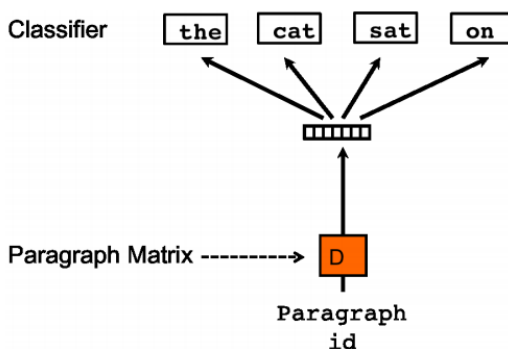 Classifier
the
cat
sat
on
Paragraph Matrix
D
Paragraph
id